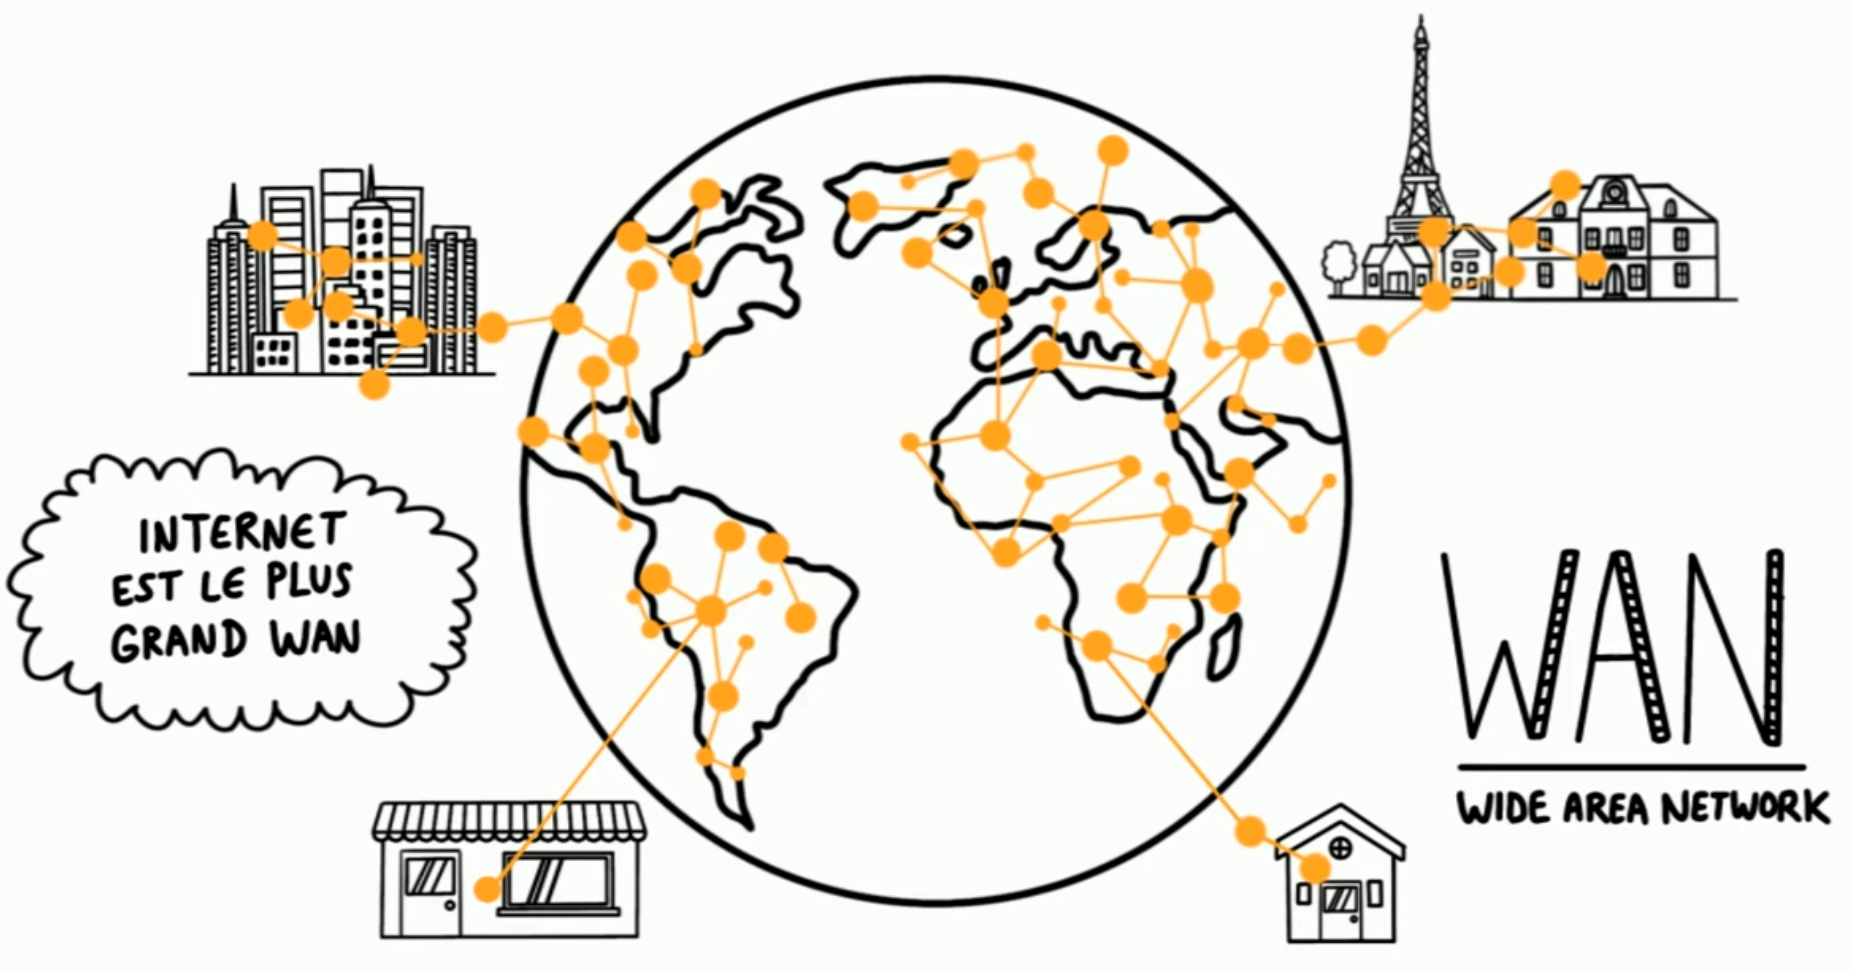 INTERNET
EST LE PLUS
GRAND WAN
WAN
WIDE AREA NETWORK